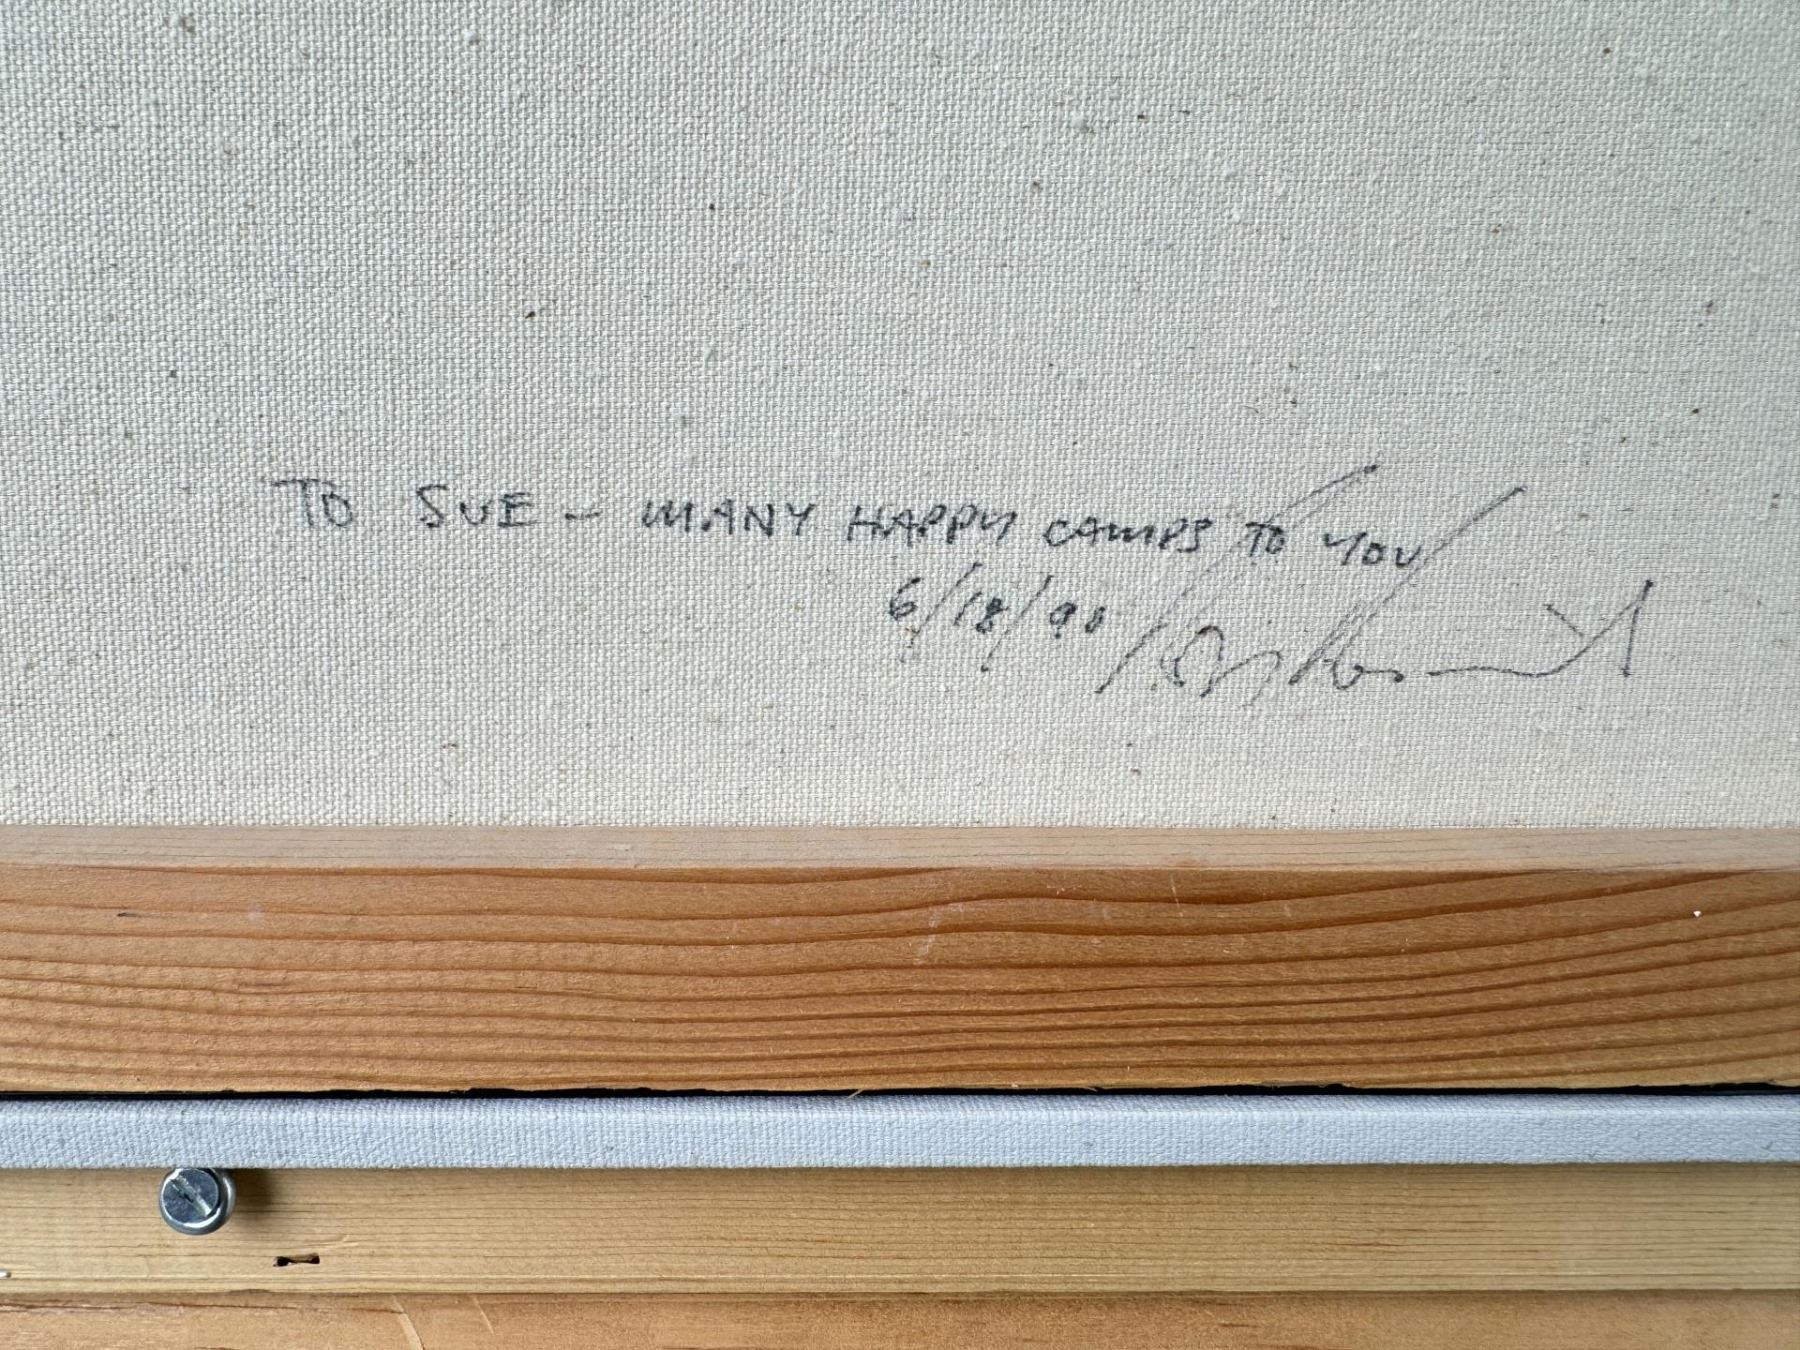 TO SUE - MANY HAPPY CAMPS TO YOU
6/18/90